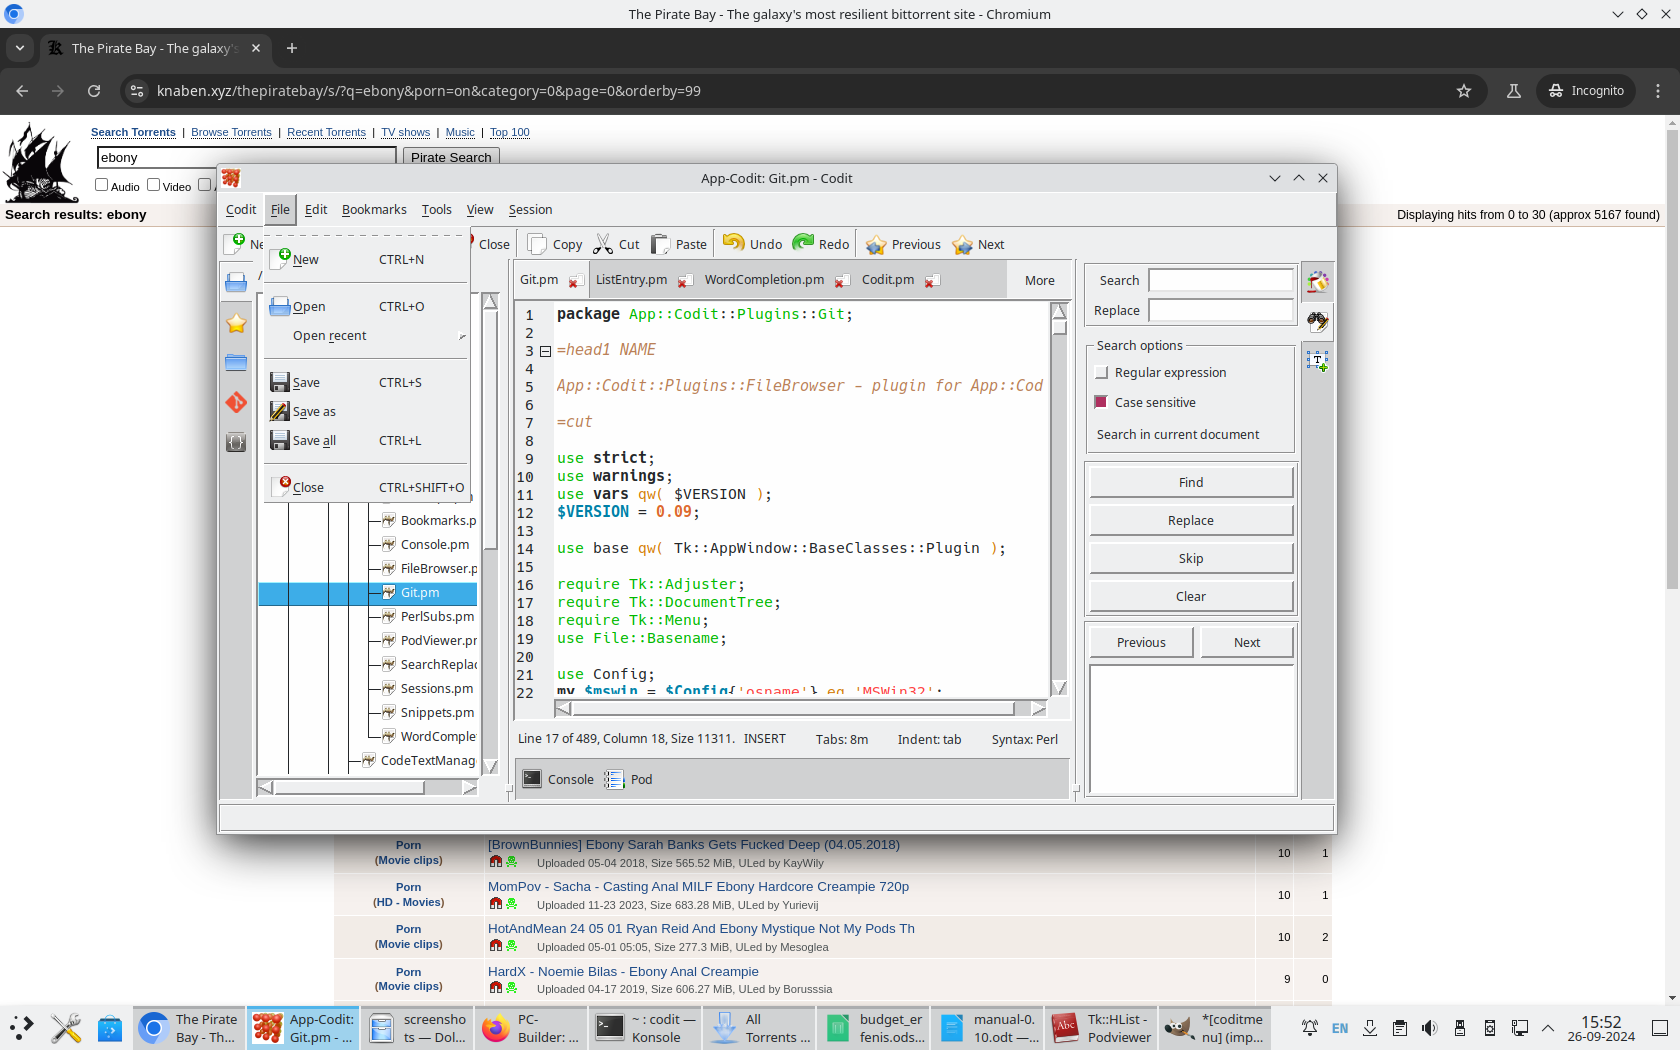 The Pirate Bay - The galaxy's most resilient bittorrent site - Chromium
The Pirate Bay - The galaxy's
knaben.xyz/thepiratebay/s/?q=ebony&porn=on&category=0&page=0&orderby=99
Incognito
Search Torrents | Browse Torrents | Recent Torrents | TV shows | Music | Top 100
ebony
Pirate Search
Audio Video
Search results: ebony
Displaying hits from 0 to 30 (approx 5167 found)
App-Codit: Git.pm - Codit
Codit File Edit Bookmarks Tools View Session
Close Copy Cut Paste Undo Redo Previous Next
New CTRL+N
Open CTRL+O
Open recent
Save CTRL+S
Save as
Save all CTRL+L
Close CTRL+SHIFT+O
Bookmarks.p
Console.pm
FileBrowser.p
Git.pm
PerlSubs.pm
PodViewer.pr
SearchReplac
Sessions.pm
Snippets.pm
WordComple
CodeTextManag
Git.pm ListEntry.pm WordCompletion.pm Codit.pm More
1 package App::Codit::Plugins::Git;
2
3 =head1 NAME
4
5 App::Codit::Plugins::FileBrowser - plugin for App::Cod
6
7 =cut
8
9 use strict;
10 use warnings;
11 use vars qw( $VERSION );
12 $VERSION = 0.09;
13
14 use base qw( Tk::AppWindow::BaseClasses::Plugin );
15
16 require Tk::Adjuster;
17 require Tk::DocumentTree;
18 require Tk::Menu;
19 use File::Basename;
20
21 use Config;
22 my $mswin = $Config{'osname'} eq 'MSWin32';
Line 17 of 489, Column 18, Size 11311. INSERT Tabs: 8m Indent: tab Syntax: Perl
Console Pod
Search
Replace
Search options
Regular expression
Case sensitive
Search in current document
Find
Replace
Skip
Clear
Previous Next
Porn
(Movie clips)
[BrownBunnies] Ebony Sarah Banks Gets Fucked Deep (04.05.2018)
Uploaded 05-04 2018, Size 565.52 MiB, ULed by KayWily
10 1
Porn
(HD - Movies)
MomPov - Sacha - Casting Anal MILF Ebony Hardcore Creampie 720p
Uploaded 11-23 2023, Size 683.28 MiB, ULed by Yurievij
10 1
Porn
(Movie clips)
HotAndMean 24 05 01 Ryan Reid And Ebony Mystique Not My Pods Th
Uploaded 05-01 05:05, Size 277.3 MiB, ULed by Mesoglea
10 2
Porn
(Movie clips)
HardX - Noemie Bilas - Ebony Anal Creampie
Uploaded 04-17 2019, Size 606.27 MiB, ULed by Borusssia
9 0
The Pirate
Bay - Th...
App-Codit:
Git.pm - ...
screensho
ts — Dol...
PC-
Builder: ...
~ : codit —
Konsole
All
Torrents ...
budget_er
fenis.ods...
manual-0.
10.odt —...
Abc
Tk::HList -
Podviewer
*[coditme
nu] (imp...
EN
15:52
26-09-2024